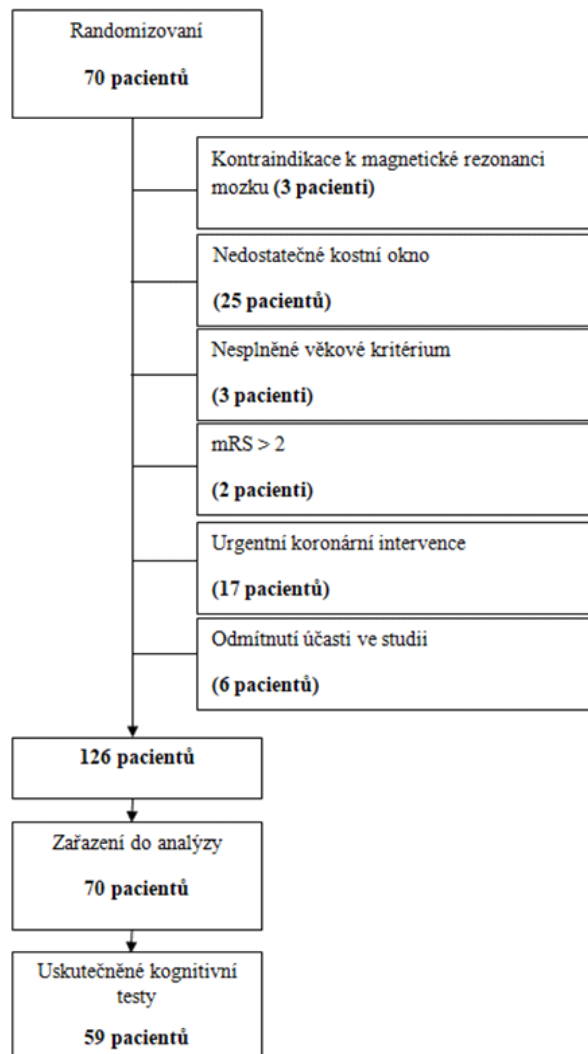 Randomizovaní
70 pacientů
Kontraindikace k magnetické rezonanci
mozku (3 pacienti)
Nedostatečné kostní okno
(25 pacientů)
Nesplněné věkové kritérium
(3 pacienti)
mRS > 2
(2 pacienti)
Urgentní koronární intervence
(17 pacientů)
Odmítnutí účasti ve studii
(6 pacientů)
126 pacientů
Zařazení do analýzy
70 pacientů
Uskutečněné kognitivní
testy
59 pacientů